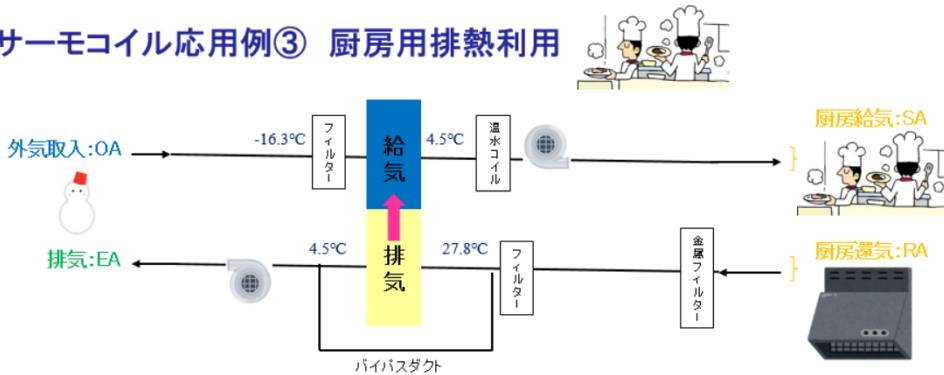 サーモコイル応用例③ 厨房用排熱利用
厨房給気:SA
外気取入:OA
-16.3℃
フィルター
給気
4.5℃
温水コイル
排気:EA
4.5℃
排気
27.8℃
フィルター
金属フィルター
厨房還気:RA
バイパスダクト